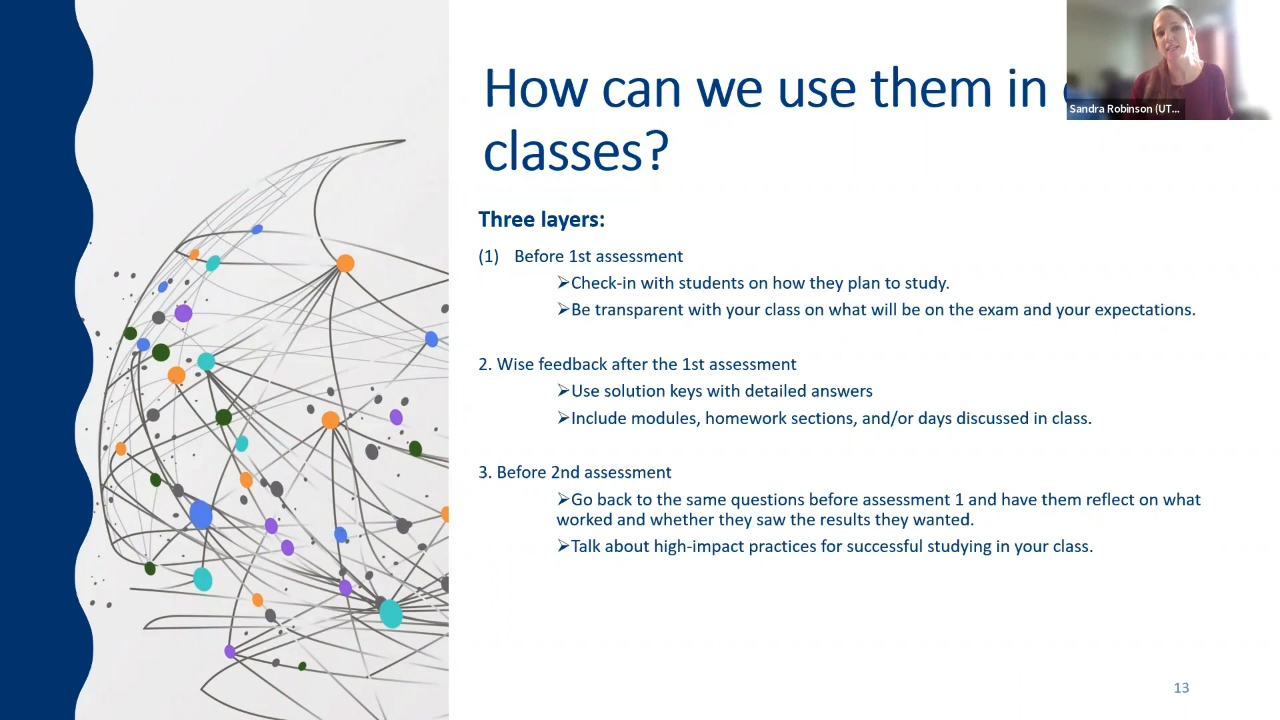 How can we use them in
classes?
Sandra Robinson (UT...
Three layers:
(1) Before 1st assessment
➢Check-in with students on how they plan to study.
➢Be transparent with your class on what will be on the exam and your expectations.
2. Wise feedback after the 1st assessment
➢Use solution keys with detailed answers
➢Include modules, homework sections, and/or days discussed in class.
3. Before 2nd assessment
➢Go back to the same questions before assessment 1 and have them reflect on what
worked and whether they saw the results they wanted.
➢Talk about high-impact practices for successful studying in your class.
13